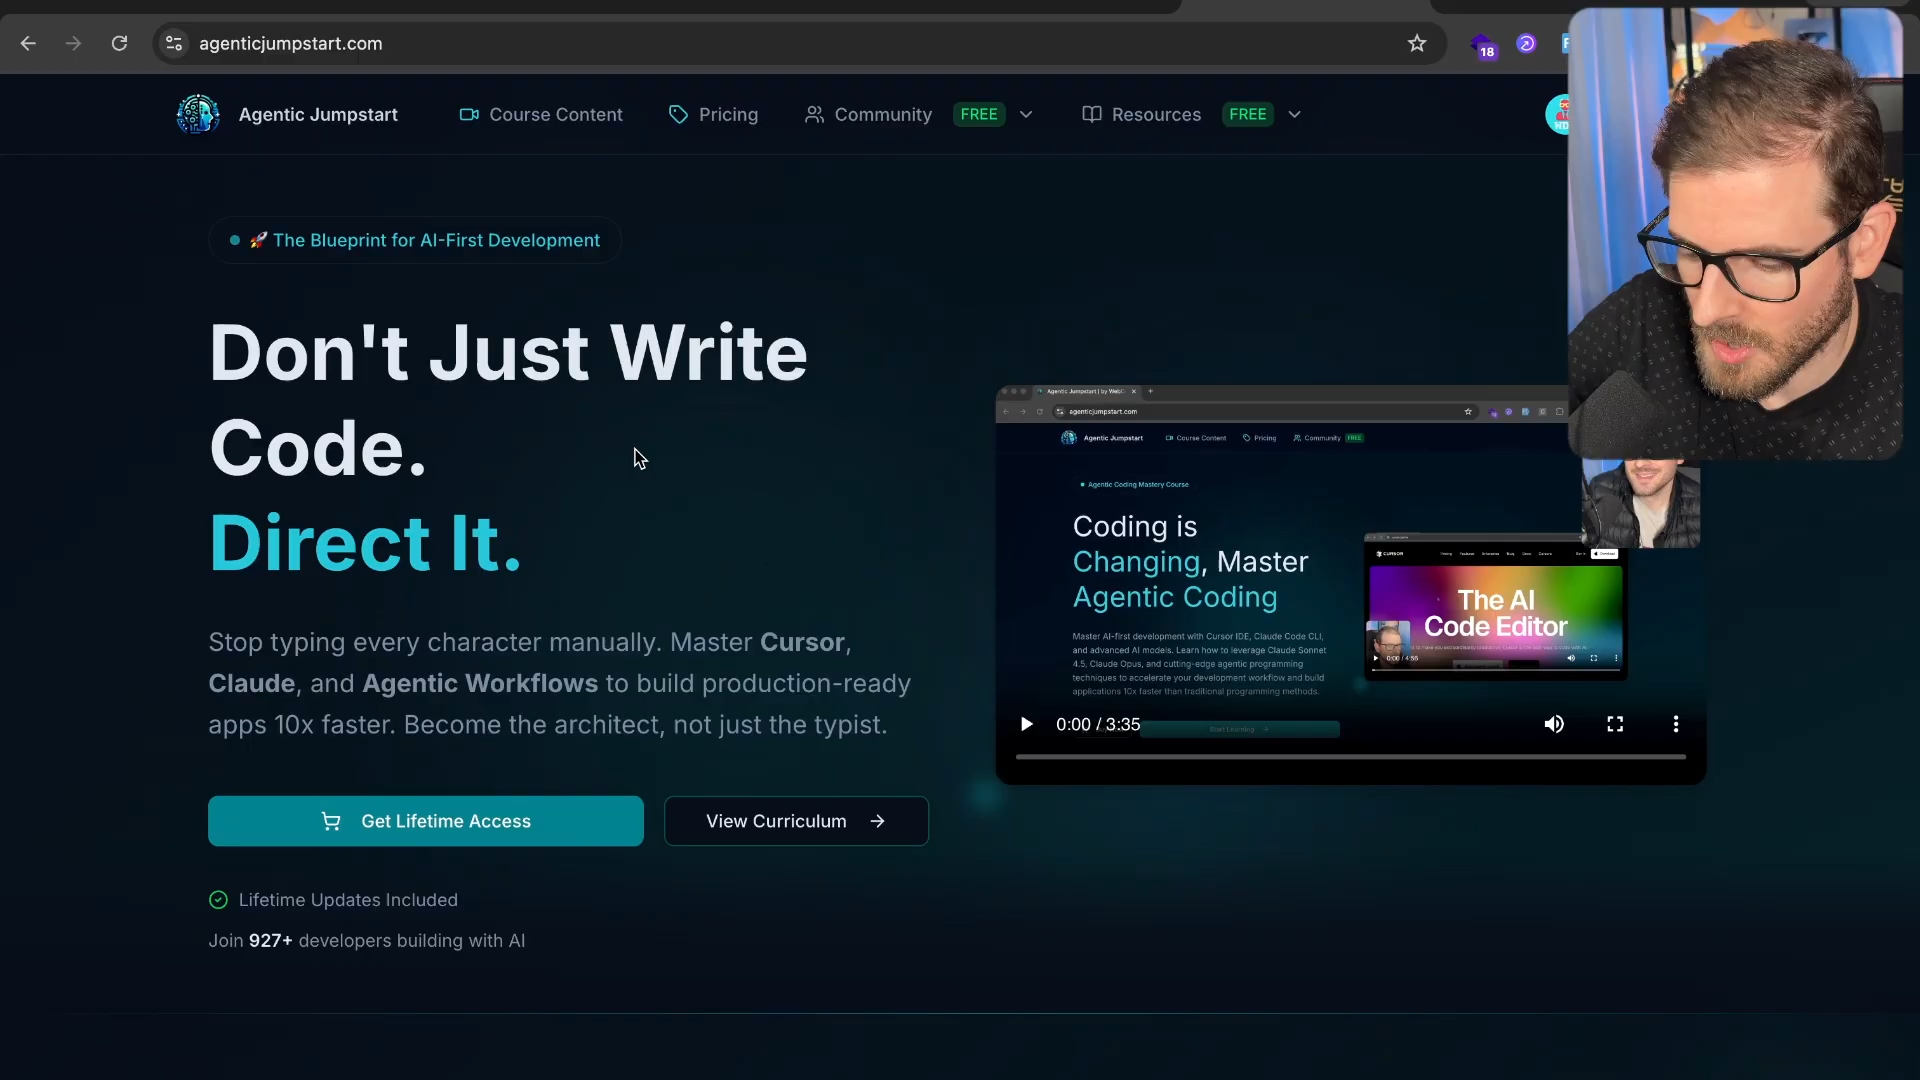 agenticjumpstart.com
18
Agentic Jumpstart
Course Content
Pricing
Community FREE
Resources FREE
🚀 The Blueprint for AI-First Development
Don't Just Write
Code.
Direct It.
Stop typing every character manually. Master Cursor,
Claude, and Agentic Workflows to build production-ready
apps 10x faster. Become the architect, not just the typist.
Get Lifetime Access
View Curriculum
Lifetime Updates Included
Join 927+ developers building with AI
agenticjumpstart.com
Agentic Jumpstart
Course Content
Pricing
Community FREE
Agentic Coding Mastery Course
Coding is
Changing, Master
Agentic Coding
Master AI-first development with Cursor IDE, Claude Code CLI,
and advanced AI models. Learn how to leverage Claude Sonnet
4.5, Claude Opus, and cutting-edge agentic programming
techniques to accelerate your development workflow and build
applications 10x faster than traditional programming methods.
Start Learning
CURSOR
The AI
Code Editor
0:00 / 4:56
0:00 / 3:35